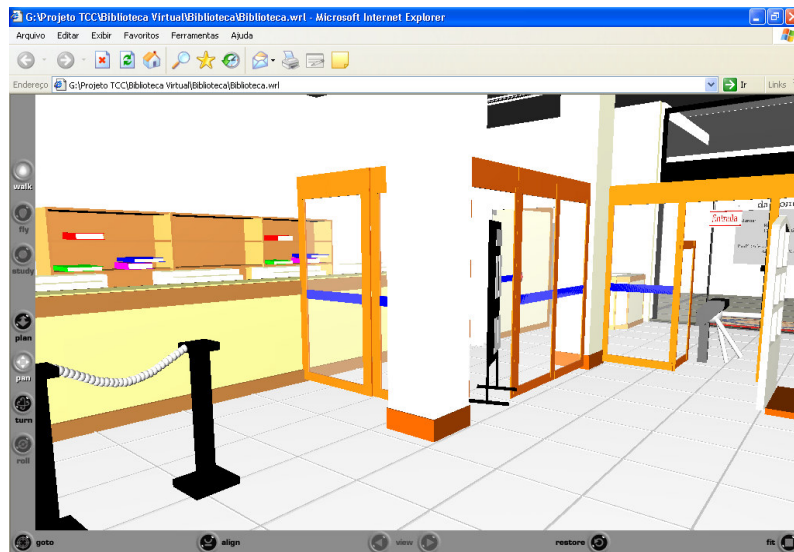 G:\Projeto TCC\Biblioteca Virtual\Biblioteca\Biblioteca.wrl - Microsoft Internet Explorer
Arquivo Editar Exibir Favoritos Ferramentas Ajuda
Endereço G:\Projeto TCC\Biblioteca Virtual\Biblioteca\Biblioteca.wrl Ir Links
walk
fly
study
plan
pan
turn
roll
Entrada
goto align view restore fit